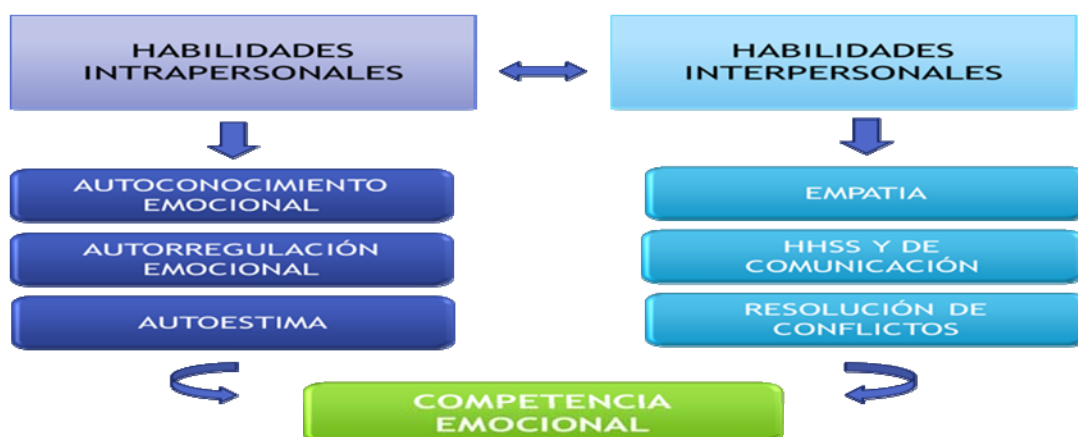 HABILIDADES
INTRAPERSONALES
HABILIDADES
INTERPERSONALES
AUTOCONOCIMIENTO
EMOCIONAL
AUTORREGULACIÓN
EMOCIONAL
AUTOESTIMA
EMPATIA
HHSS Y DE
COMUNICACIÓN
RESOLUCIÓN DE
CONFLICTOS
COMPETENCIA
EMOCIONAL